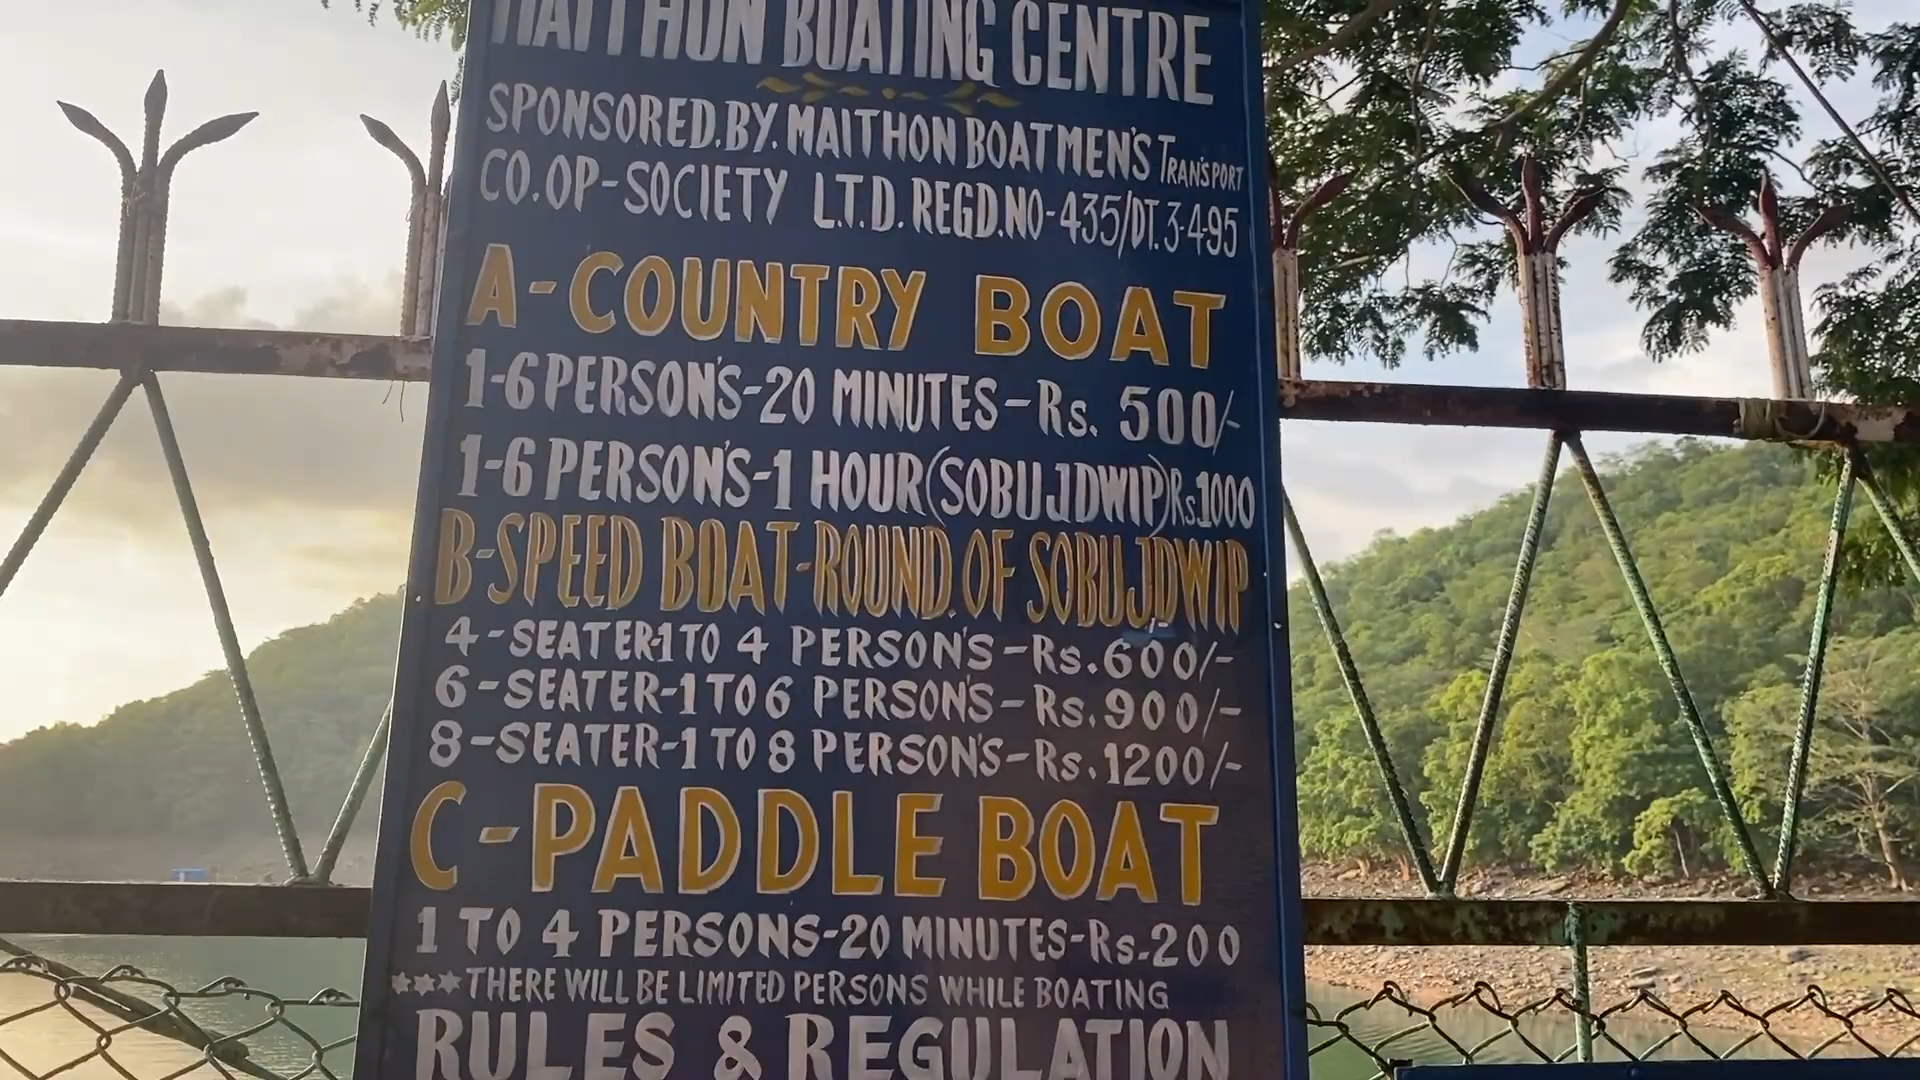 MAITHON BOATING CENTRE
SPONSORED.BY. MAITHON BOATMEN'S TRANSPORT
CO.OP-SOCIETY L.T.D. REGD.NO-435/DT.3-4-95
A-COUNTRY BOAT
1-6 PERSON'S-20 MINUTES-Rs. 500/-
1-6 PERSON'S-1 HOUR(SOBUJDWIP)Rs.1000
B-SPEED BOAT-ROUND.OF SOBUJDWIP
4-SEATER-1TO 4 PERSON'S-Rs.600/-
6-SEATER-1TO6 PERSON'S-Rs.900/-
8-SEATER-1TO8 PERSON'S-Rs.1200/-
C-PADDLE BOAT
1 TO 4 PERSONS-20 MINUTES-Rs.200
***THERE WILL BE LIMITED PERSONS WHILE BOATING
RULES & REGULATION